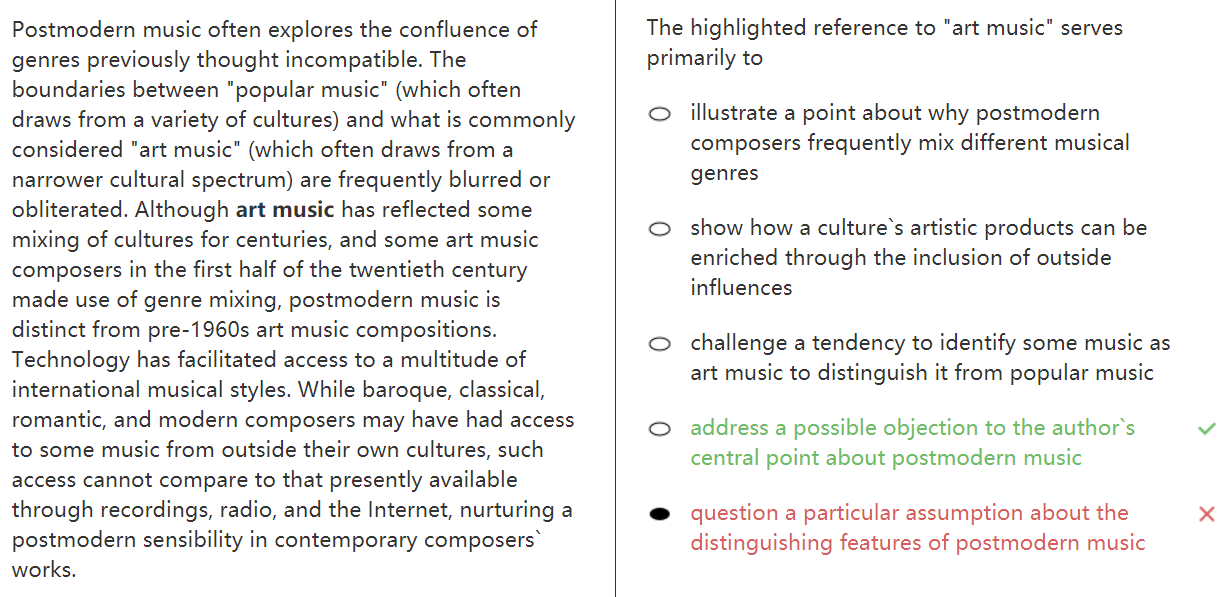 Postmodern music often explores the confluence of
genres previously thought incompatible. The
boundaries between "popular music" (which often
draws from a variety of cultures) and what is commonly
considered "art music" (which often draws from a
narrower cultural spectrum) are frequently blurred or
obliterated. Although art music has reflected some
mixing of cultures for centuries, and some art music
composers in the first half of the twentieth century
made use of genre mixing, postmodern music is
distinct from pre-1960s art music compositions.
Technology has facilitated access to a multitude of
international musical styles. While baroque, classical,
romantic, and modern composers may have had access
to some music from outside their own cultures, such
access cannot compare to that presently available
through recordings, radio, and the Internet, nurturing a
postmodern sensibility in contemporary composers`
works.
The highlighted reference to "art music" serves
primarily to
illustrate a point about why postmodern
composers frequently mix different musical
genres
show how a culture`s artistic products can be
enriched through the inclusion of outside
influences
challenge a tendency to identify some music as
art music to distinguish it from popular music
address a possible objection to the author`s
central point about postmodern music
question a particular assumption about the
distinguishing features of postmodern music